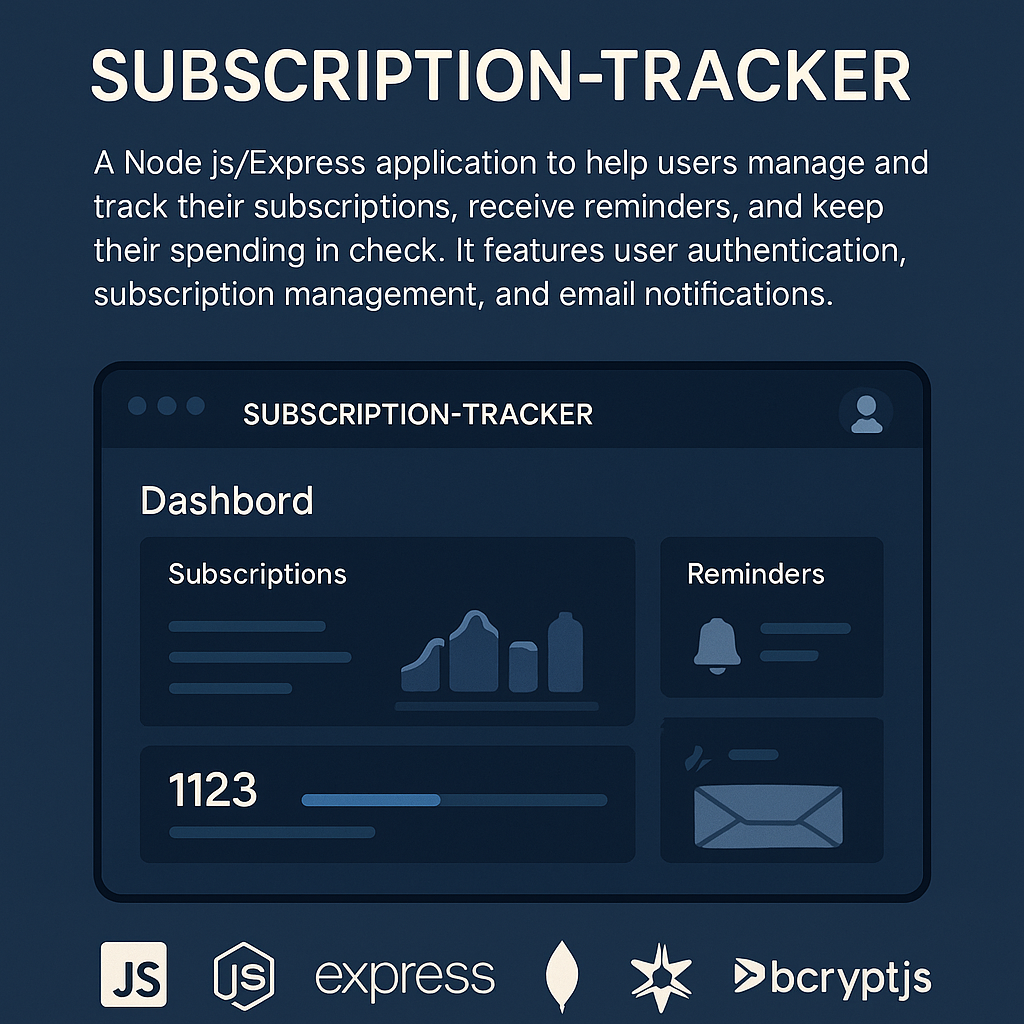 SUBSCRIPTION-TRACKER
A Node js/Express application to help users manage and
track their subscriptions, receive reminders, and keep
their spending in check. It features user authentication,
subscription management, and email notifications.
SUBSCRIPTION-TRACKER
Dashbord
Subscriptions
Reminders
1123
JS
JS
express
bcryptjs